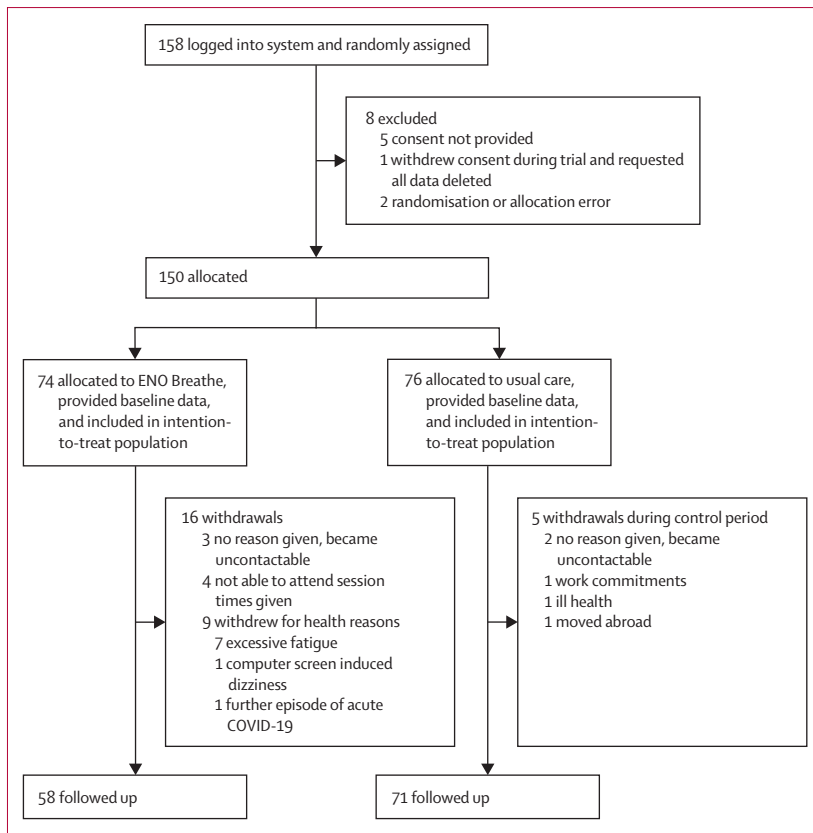 158 logged into system and randomly assigned
8 excluded
5 consent not provided
1 withdrew consent during trial and requested
all data deleted
2 randomisation or allocation error
150 allocated
74 allocated to ENO Breathe,
provided baseline data,
and included in intention-
to-treat population
76 allocated to usual care,
provided baseline data,
and included in intention-
to-treat population
16 withdrawals
3 no reason given, became
uncontactable
4 not able to attend session
times given
9 withdrew for health reasons
7 excessive fatigue
1 computer screen induced
dizziness
1 further episode of acute
COVID-19
5 withdrawals during control period
2 no reason given, became
uncontactable
1 work commitments
1 ill health
1 moved abroad
58 followed up
71 followed up